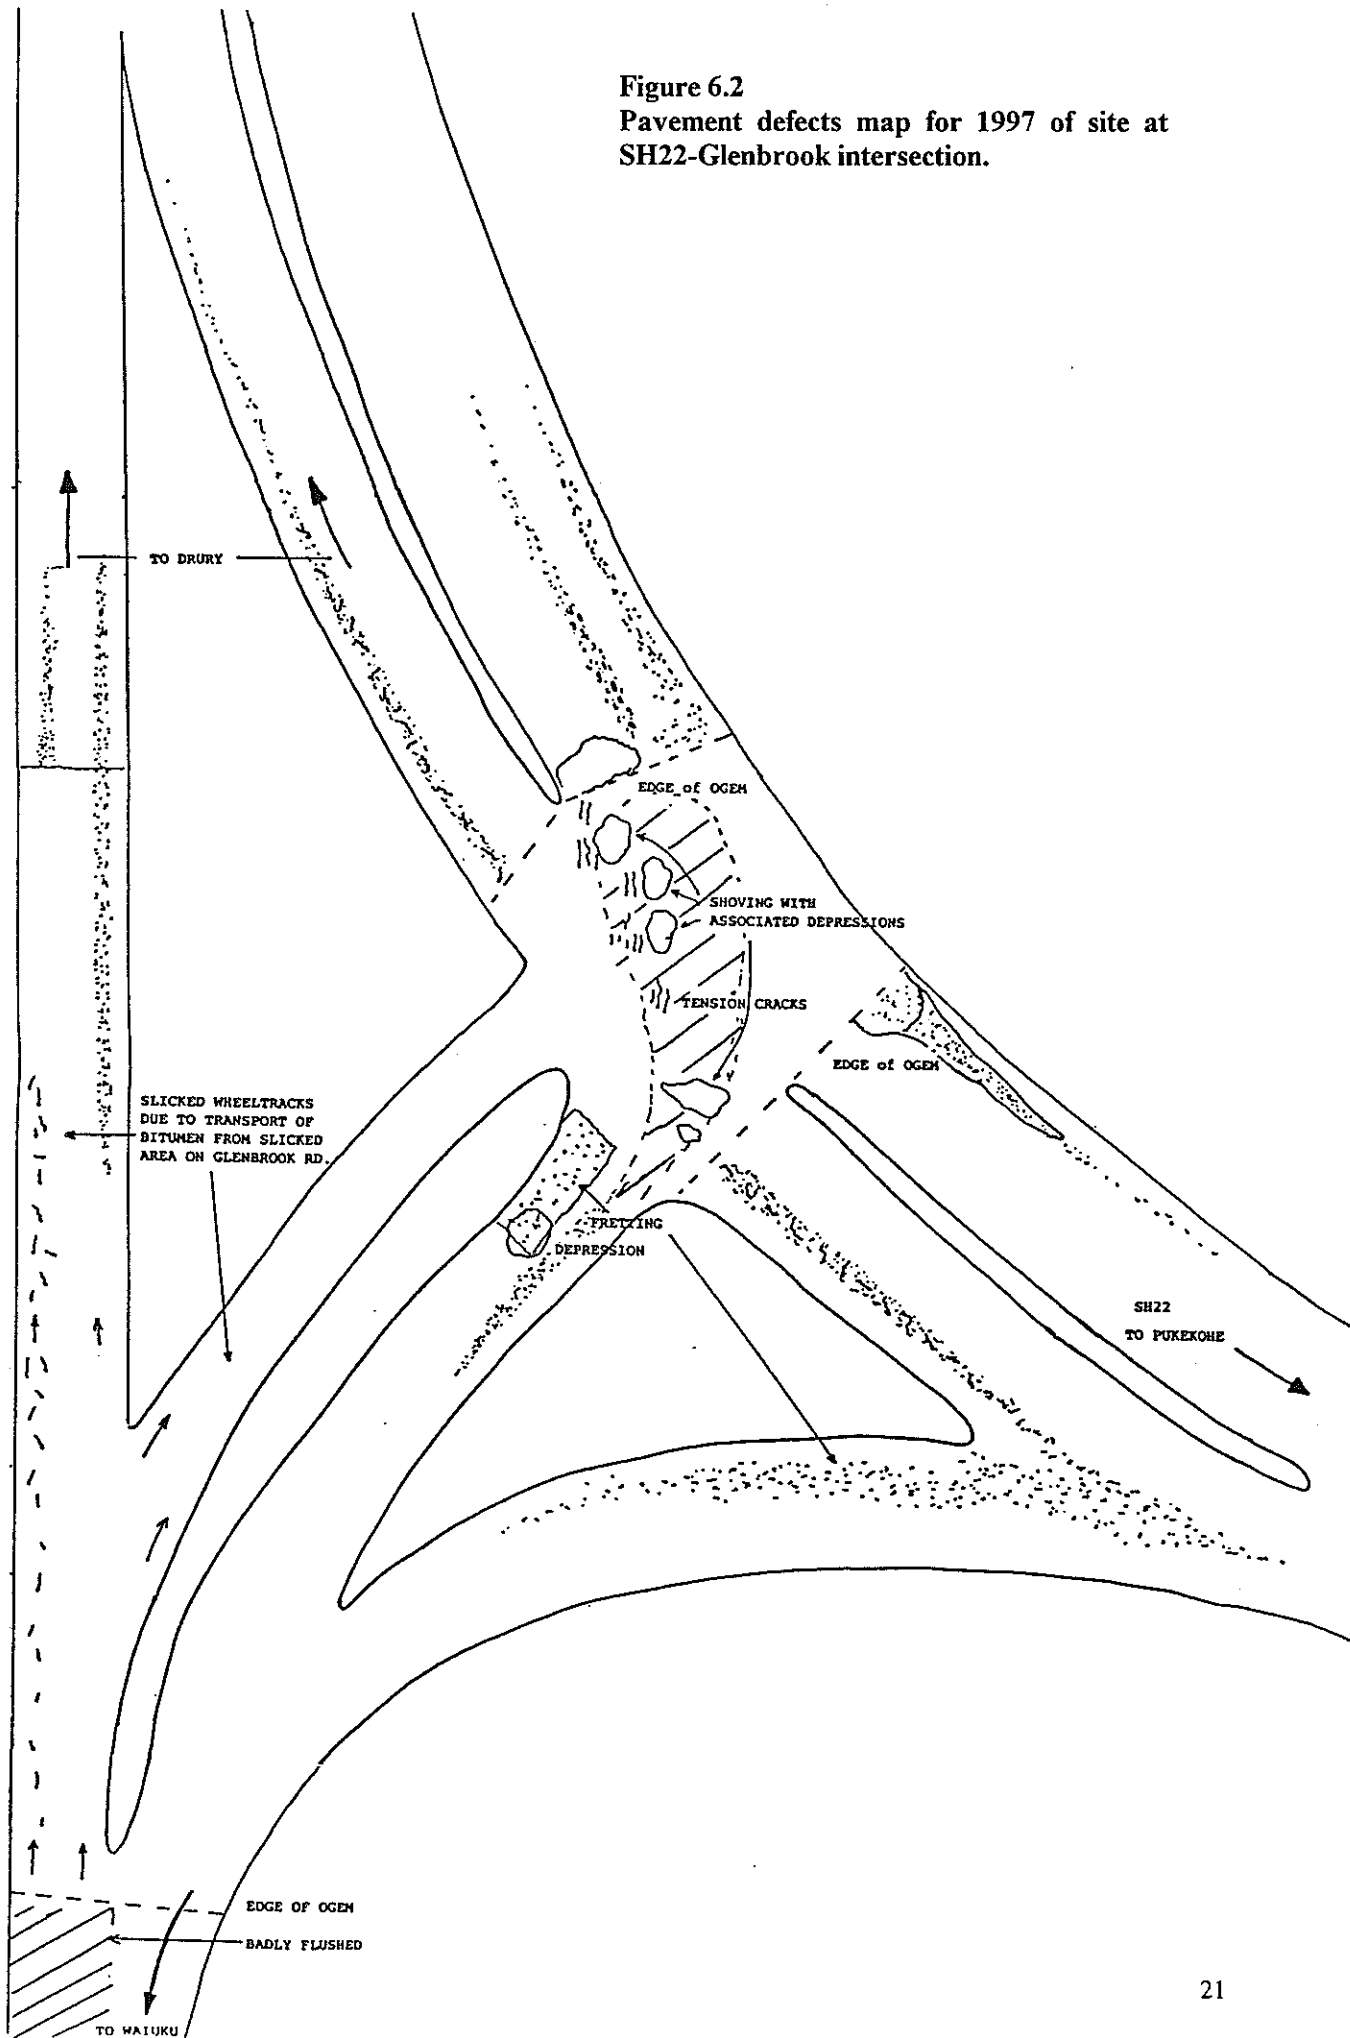 Figure 6.2
Pavement defects map for 1997 of site at
SH22-Glenbrook intersection.
TO DRURY
EDGE of OGEM
SHOVING WITH
ASSOCIATED DEPRESSIONS
TENSION CRACKS
EDGE of OGEM
SLICKED WHEELTRACKS
DUE TO TRANSPORT OF
BITUMEN FROM SLICKED
AREA ON GLENBROOK RD.
FRETTING
DEPRESSION
SH22
TO PUKEKOHE
EDGE OF OGEM
BADLY FLUSHED
TO WAIUKU
21